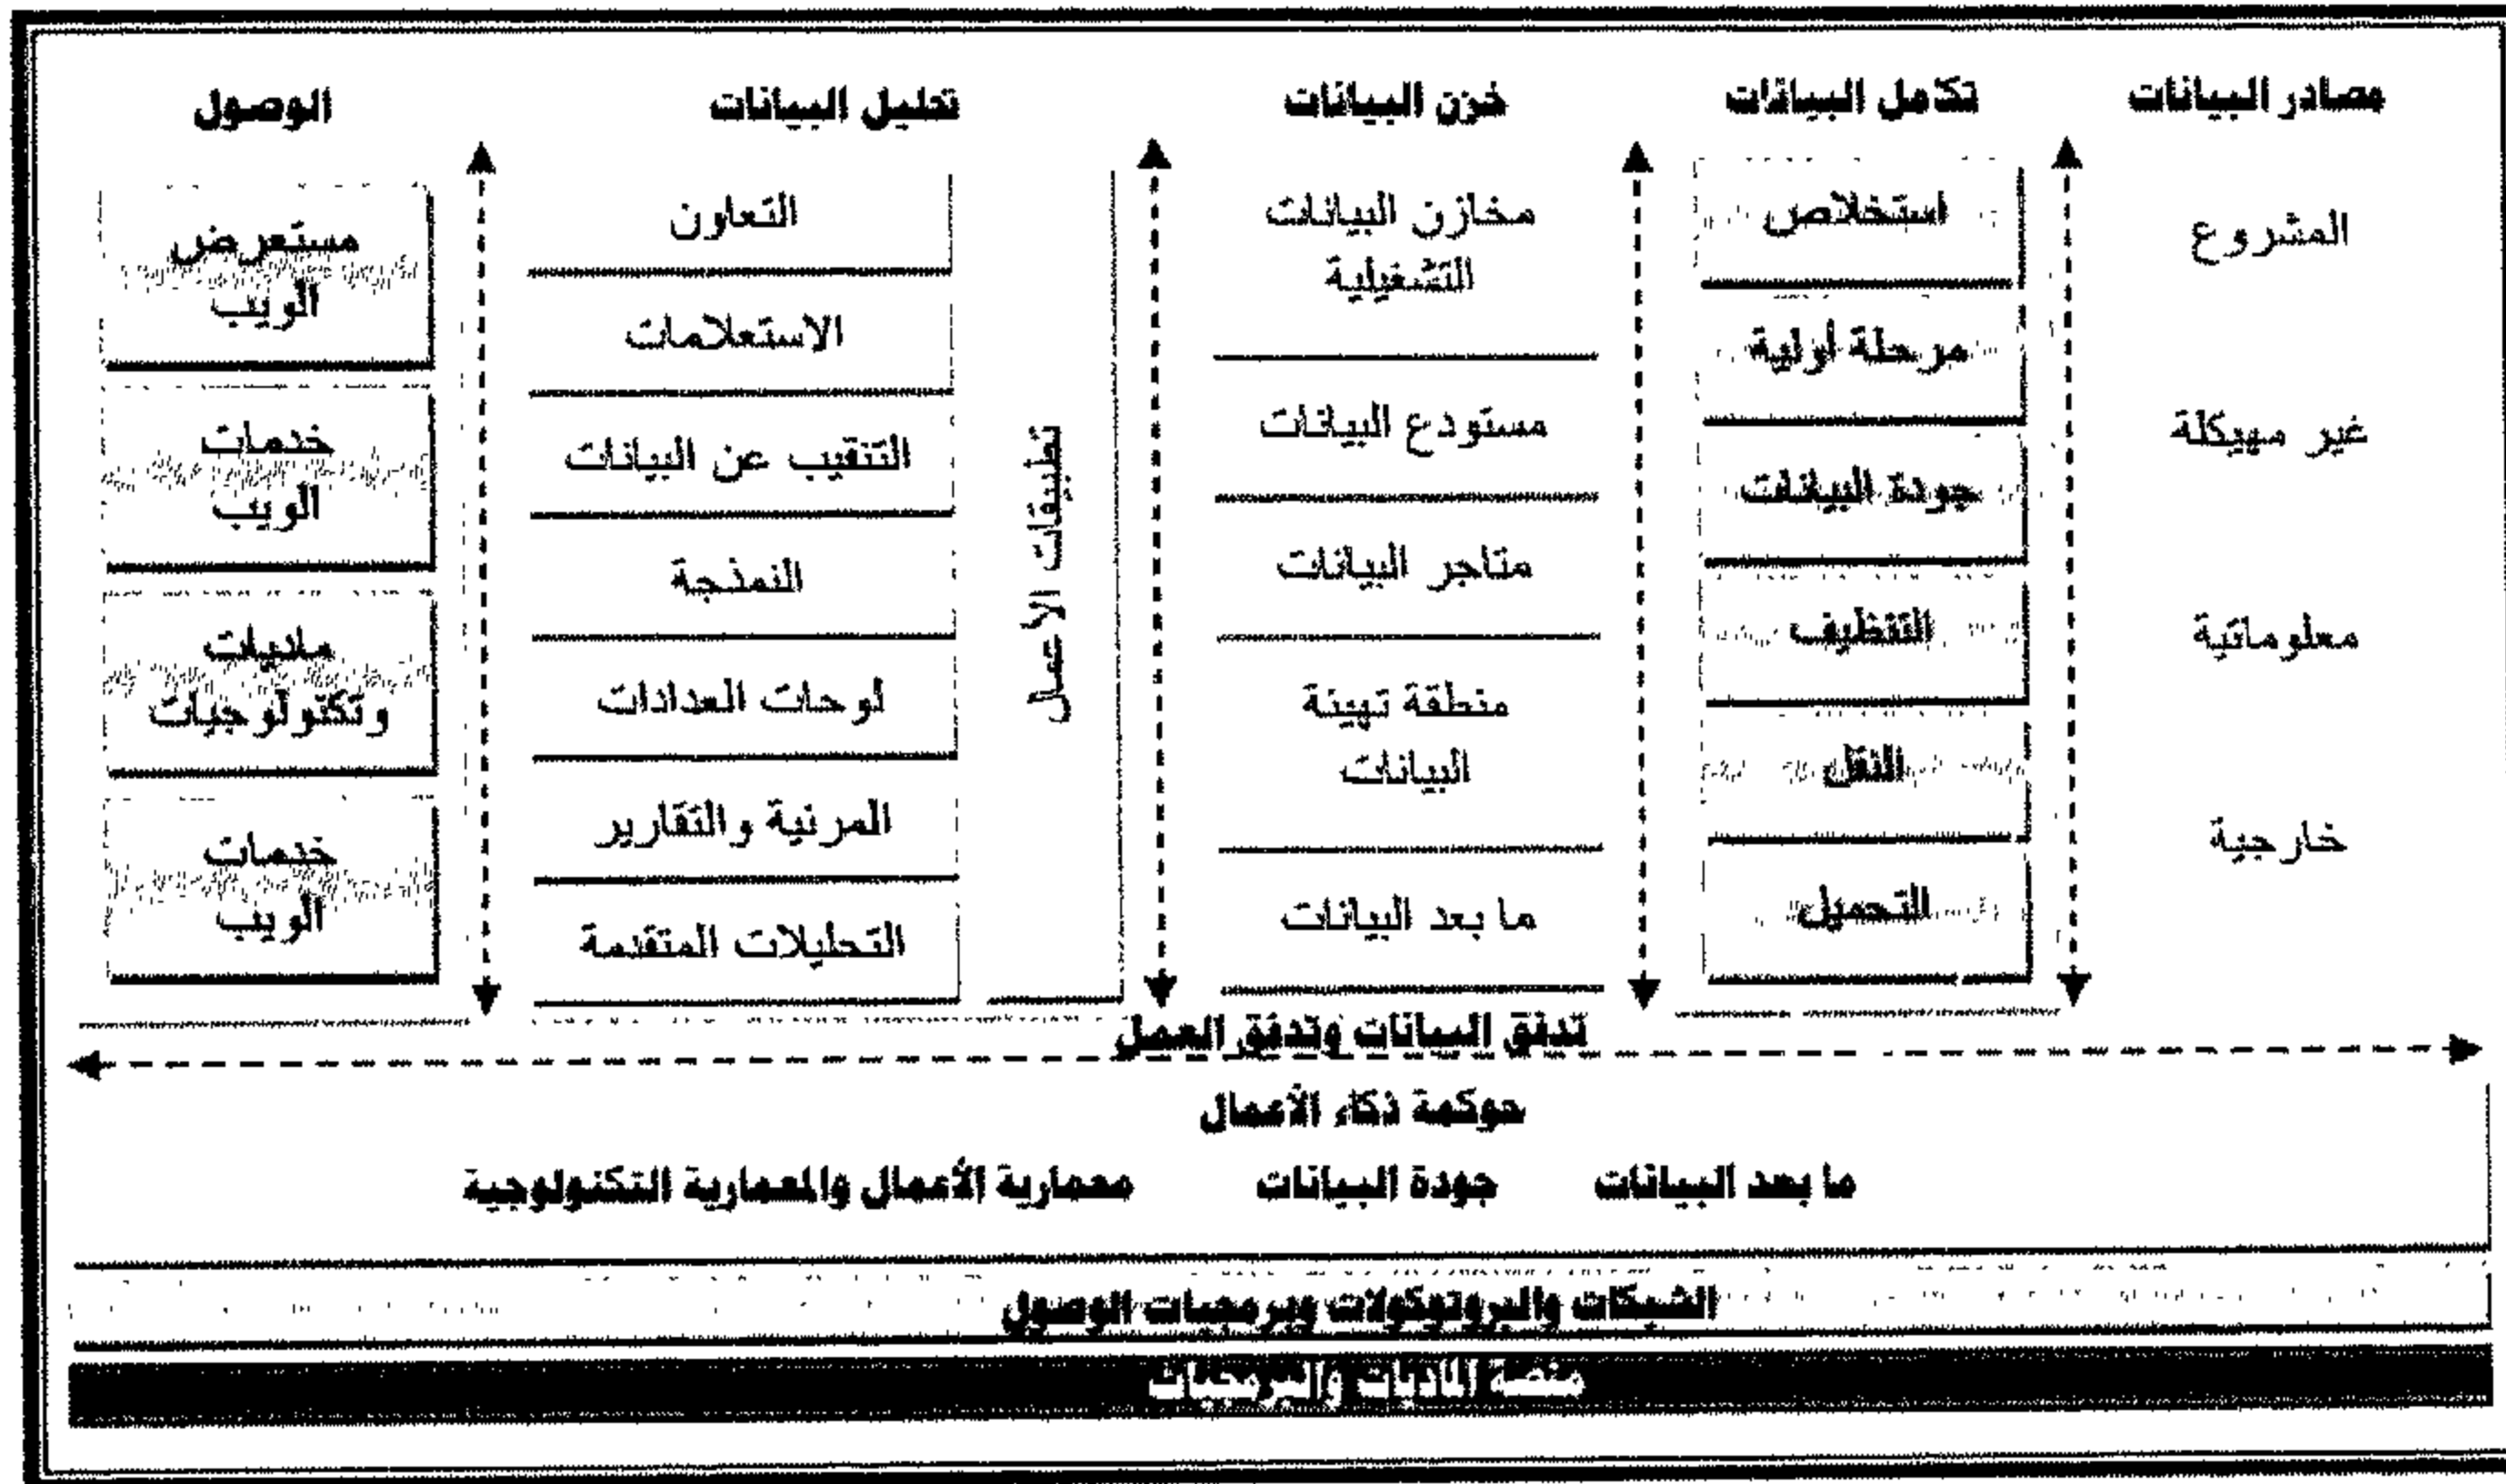 مصادر البيانات
المشروع
غير مهيكلة
معلوماتية
خارجية
تكامل البيانات
استخلاص
مرحلة أولية
جودة البيانات
التنظيف
النقل
التحميل
خزن البيانات
مخازن البيانات
التشغيلية
مستودع البيانات
متاجر البيانات
منطقة تهيئة
البيانات
ما بعد البيانات
تطبيقات الأعمال
تحليل البيانات
التعاون
الاستعلامات
التنقيب عن البيانات
النمذجة
لوحات العدادات
المرئية والتقارير
التحليلات المتقدمة
الوصول
مستعرض
الويب
خدمات
الويب
ماديات
وتكنولوجيات
خدمات
الويب
تدفق البيانات وتدفق العمل
حوكمة ذكاء الأعمال
ما بعد البيانات جودة البيانات معمارية الأعمال والمعمارية التكنولوجية
الشبكات والبروتوكولات وبرمجيات الوصول
منصة الماديات والبرمجيات